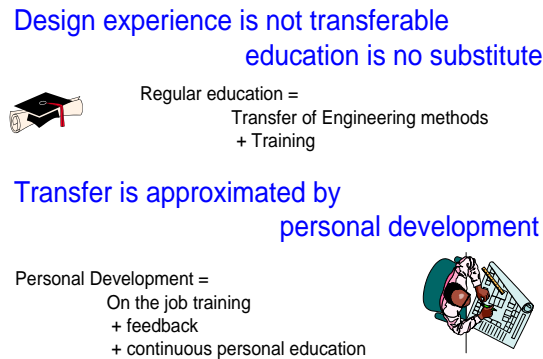 Design experience is not transferable
education is no substitute
Regular education =
Transfer of Engineering methods
+ Training
Transfer is approximated by
personal development
Personal Development =
On the job training
+ feedback
+ continuous personal education